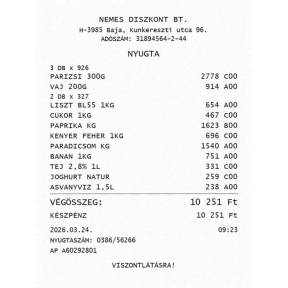 NEMES DISZKONT BT.
H-3985 Baja, Kunkereszti utca 96.
ADÓSZÁM: 31894564-2-44
NYUGTA
3 DB x 926
PARIZSI 300G 2778 C00
VAJ 200G 914 A00
2 DB x 327
LISZT BL55 1KG 654 A00
CUKOR 1KG 467 C00
PAPRIKA KG 1623 B00
KENYER FEHER 1KG 696 C00
PARADICSOM KG 1540 A00
BANAN 1KG 751 A00
TEJ 2,8% 1L 331 C00
JOGHURT NATUR 259 C00
ASVANYVIZ 1,5L 238 A00
VÉGÖSSZEG: 10 251 Ft
KÉSZPÉNZ 10 251 Ft
2026.03.24. 09:23
NYUGTASZÁM: 0386/56266
AP A60292801
VISZONTLÁTÁSRA!